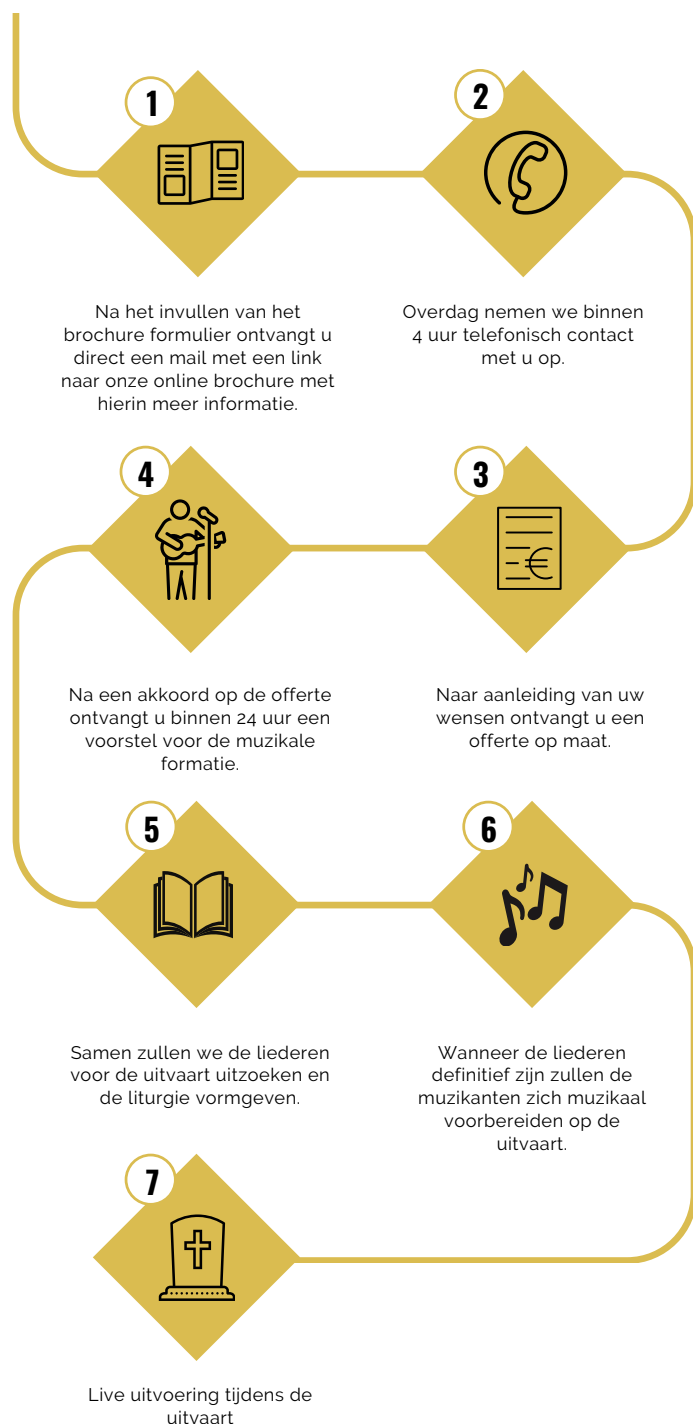 1
Na het invullen van het
brochure formulier ontvangt u
direct een mail met een link
naar onze online brochure met
hierin meer informatie.
2
Overdag nemen we binnen
4 uur telefonisch contact
met u op.
3
€
Naar aanleiding van uw
wensen ontvangt u een
offerte op maat.
4
Na een akkoord op de offerte
ontvangt u binnen 24 uur een
voorstel voor de muzikale
formatie.
5
Samen zullen we de liederen
voor de uitvaart uitzoeken en
de liturgie vormgeven.
6
Wanneer de liederen
definitief zijn zullen de
muzikanten zich muzikaal
voorbereiden op de
uitvaart.
7
Live uitvoering tijdens de
uitvaart